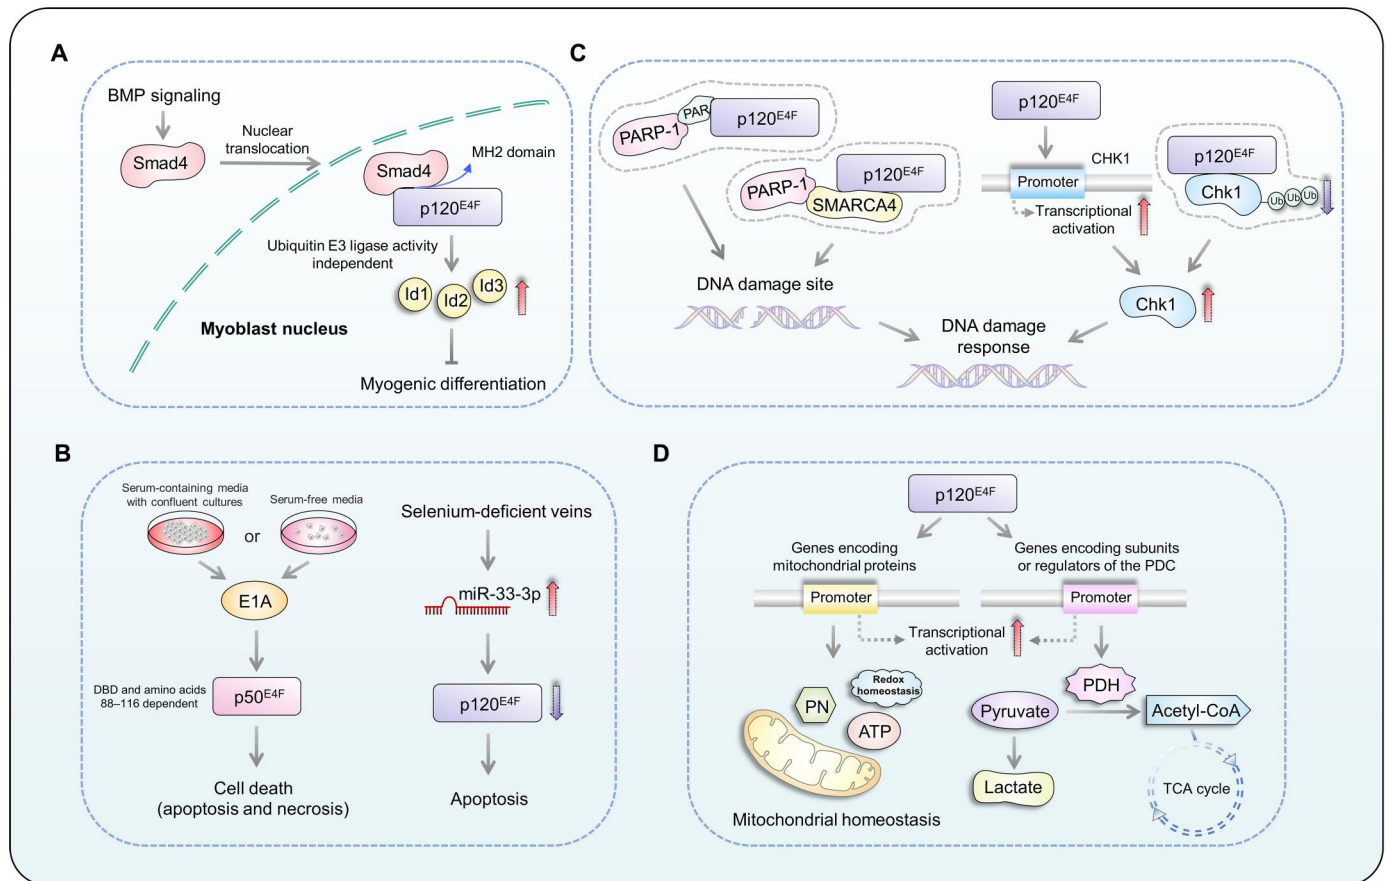 A
BMP signaling
Smad4
Nuclear
translocation
Smad4
MH2 domain
p120E4F
Ubiquitin E3 ligase activity
independent
Id1
Id2
Id3
Myoblast nucleus
Myogenic differentiation
C
PARP-1
PAR
p120E4F
PARP-1
SMARCA4
p120E4F
DNA damage site
p120E4F
CHK1
Promoter
Transcriptional
activation
p120E4F
Chk1
Ub
Ub
Ub
Chk1
DNA damage
response
B
Serum-containing media
with confluent cultures
or
Serum-free media
E1A
DBD and amino acids
88–116 dependent
p50E4F
Cell death
(apoptosis and necrosis)
Selenium-deficient veins
miR-33-3p
p120E4F
Apoptosis
D
p120E4F
Genes encoding
mitochondrial proteins
Promoter
Genes encoding subunits
or regulators of the PDC
Promoter
Transcriptional
activation
PN
Redox
homeostasis
ATP
Mitochondrial homeostasis
PDH
Pyruvate
Acetyl-CoA
Lactate
TCA cycle